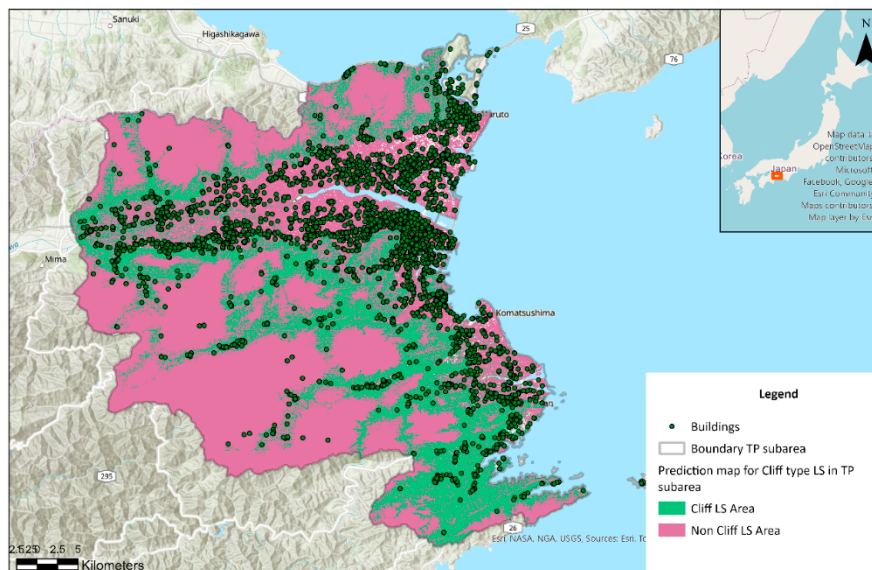 Sanuki
Higashikagawa
25
76
N
Map data ©
OpenStreetMap
contributors,
Microsoft,
Facebook, Google,
Esri Community
Maps contributors,
Map layer by Esri
Korea
Japan
Naruto
Mima
Komatsushima
295
26
Legend
Buildings
Boundary TP subarea
Prediction map for Cliff type LS in TP
subarea
Cliff LS Area
Non Cliff LS Area
Esri, NASA, NGA, USGS, Sources: Esri,
0 2.5 5
Kilometers